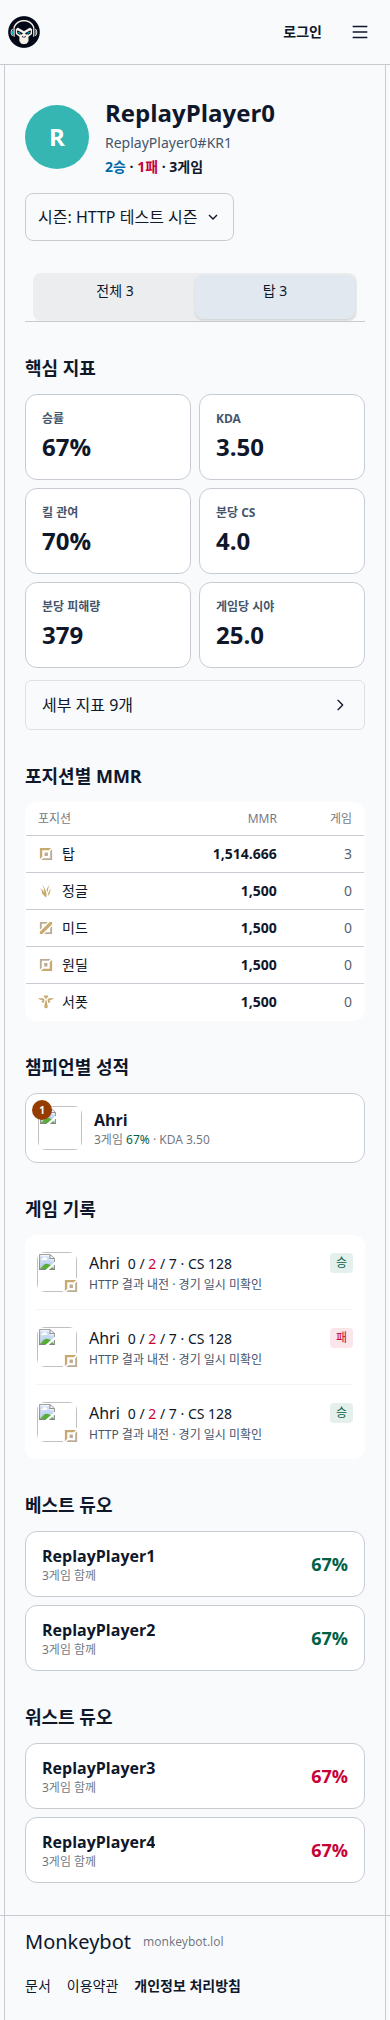 로그인
R
ReplayPlayer0
ReplayPlayer0#KR1
2승 · 1패 · 3게임
시즌: HTTP 테스트 시즌
전체 3 탑 3
핵심 지표
승률 KDA
67% 3.50
킬 관여 분당 CS
70% 4.0
분당 피해량 게임당 시야
379 25.0
세부 지표 9개
포지션별 MMR
포지션 MMR 게임
탑 1,514.666 3
정글 1,500 0
미드 1,500 0
원딜 1,500 0
서폿 1,500 0
챔피언별 성적
1
Ahri
3게임 67% · KDA 3.50
게임 기록
Ahri 0 / 2 / 7 · CS 128 승
HTTP 결과 내전 · 경기 일시 미확인
Ahri 0 / 2 / 7 · CS 128 패
HTTP 결과 내전 · 경기 일시 미확인
Ahri 0 / 2 / 7 · CS 128 승
HTTP 결과 내전 · 경기 일시 미확인
베스트 듀오
ReplayPlayer1 67%
3게임 함께
ReplayPlayer2 67%
3게임 함께
워스트 듀오
ReplayPlayer3 67%
3게임 함께
ReplayPlayer4 67%
3게임 함께
Monkeybot monkeybot.lol
문서 이용약관 개인정보 처리방침